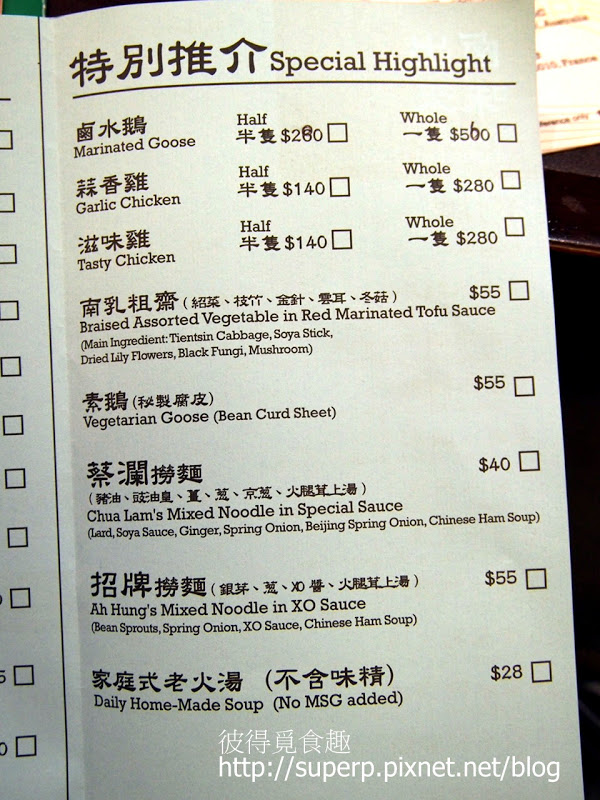 特別推介 Special Highlight
鹵水鵝
Marinated Goose
Half
半隻 $260
Whole
一隻 $560
蒜香雞
Garlic Chicken
Half
半隻 $140
Whole
一隻 $280
滋味雞
Tasty Chicken
Half
半隻 $140
Whole
一隻 $280
南乳粗齋 (紹菜、枝竹、金針、雲耳、冬菇) $55
Braised Assorted Vegetable in Red Marinated Tofu Sauce
(Main Ingredient: Tientsin Cabbage, Soya Stick,
Dried Lily Flowers, Black Fungi, Mushroom)
素鵝 (秘製腐皮) $55
Vegetarian Goose (Bean Curd Sheet)
蔡瀾撈麵 $40
(豬油、豉油皇、薑、葱、京葱、火腿茸上湯)
Chua Lam's Mixed Noodle in Special Sauce
(Lard, Soya Sauce, Ginger, Spring Onion, Beijing Spring Onion, Chinese Ham Soup)
招牌撈麵 (銀芽、葱、XO 醬、火腿茸上湯) $55
Ah Hung's Mixed Noodle in XO Sauce
(Bean Sprouts, Spring Onion, XO Sauce, Chinese Ham Soup)
家庭式老火湯 (不含味精) $28
Daily Home-Made Soup (No MSG added)
Australia
2010, France
彼得覓食趣
http://superp.pixnet.net/blog